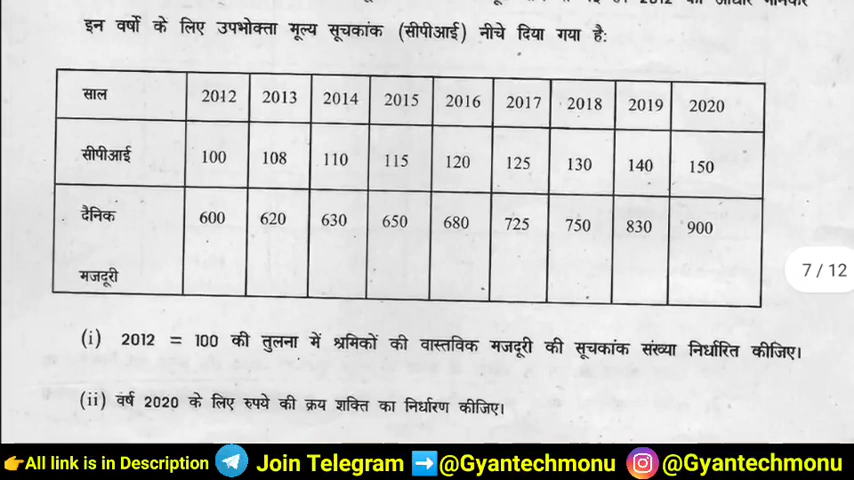 2012 को आधार मानकर
इन वर्षो के लिए उपभोक्ता मूल्य सूचकांक (सीपीआई) नीचे दिया गया है:
साल 2012 2013 2014 2015 2016 2017 2018 2019 2020
सीपीआई 100 108 110 115 120 125 130 140 150
दैनिक 600 620 630 650 680 725 750 830 900
मजदूरी
7 / 12
(i) 2012 = 100 की तुलना में श्रमिकों की वास्तविक मजदूरी की सूचकांक संख्या निर्धारित कीजिए।
(ii) वर्ष 2020 के लिए रुपये की क्रय शक्ति का निर्धारण कीजिए।
👉All link is in Description Join Telegram ➡@Gyantechmonu @Gyantechmonu